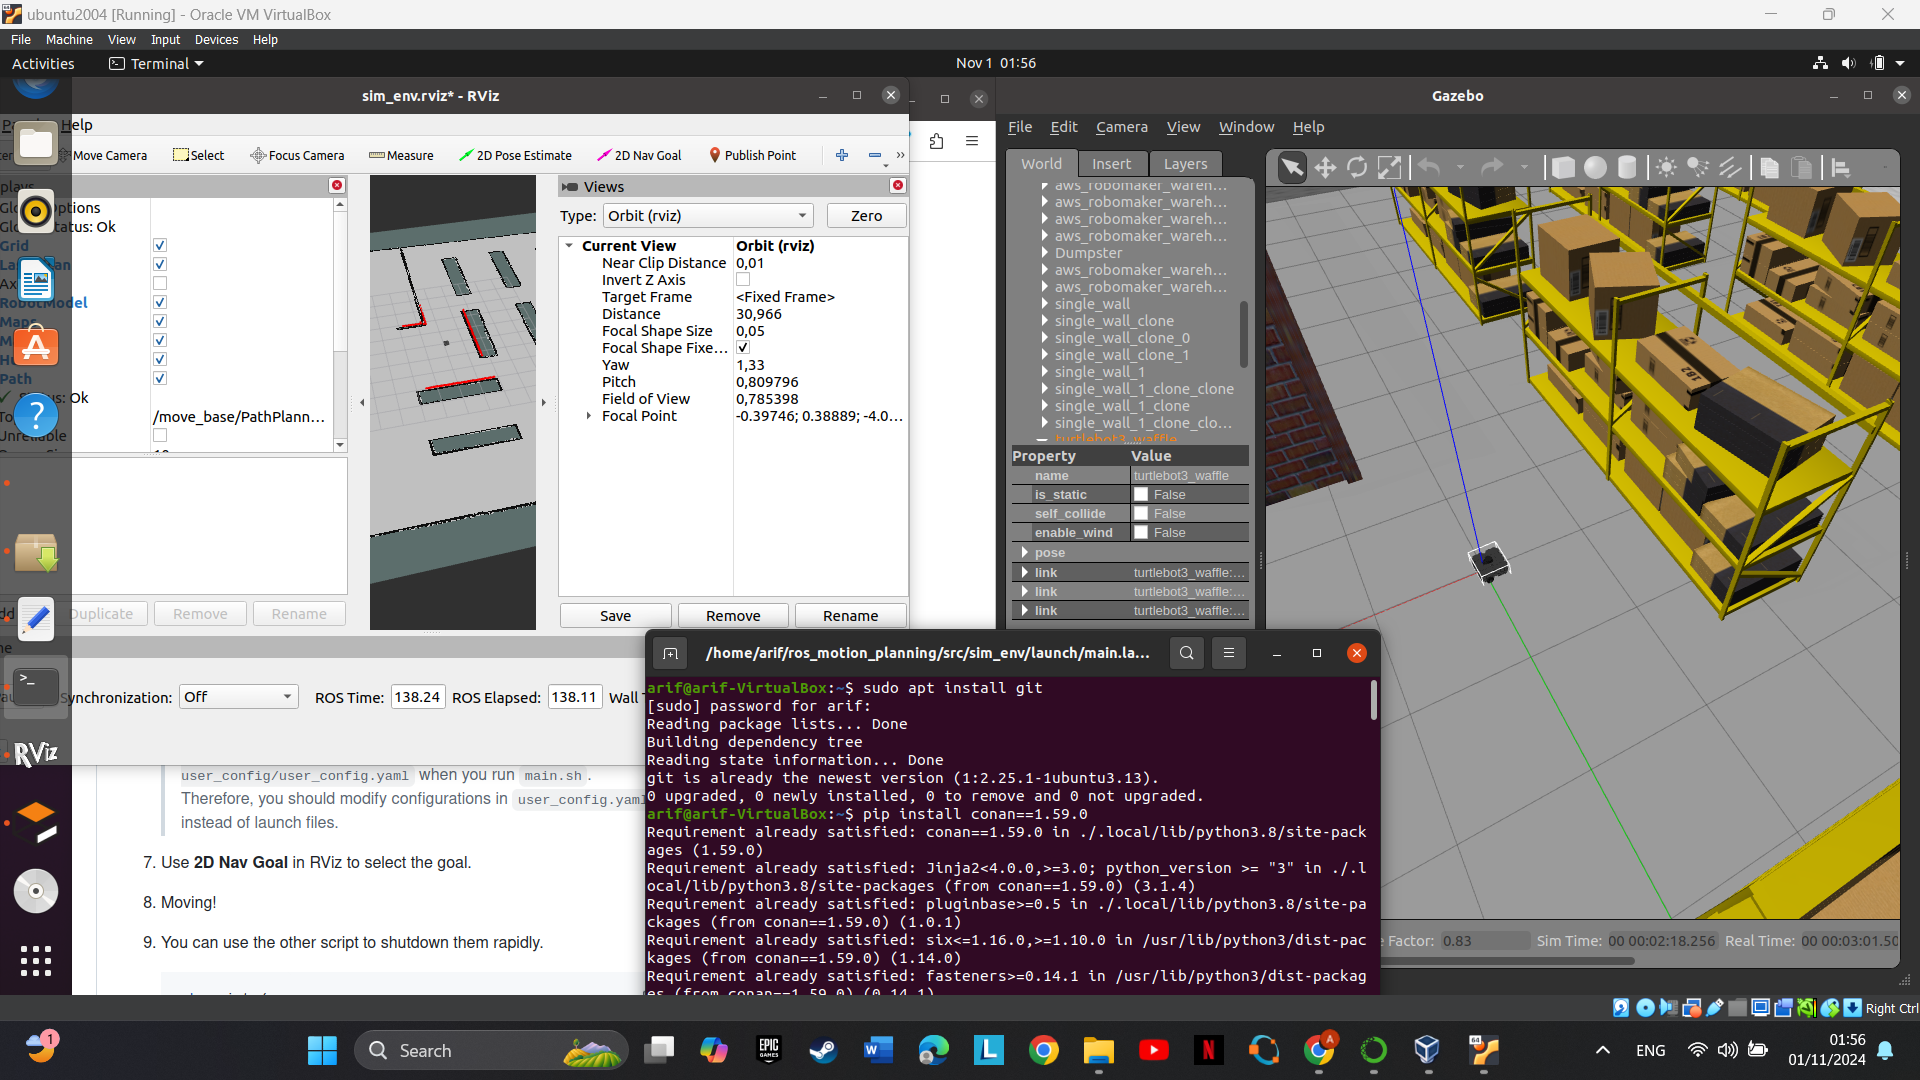 ubuntu2004 [Running] - Oracle VM VirtualBox
File Machine View Input Devices Help
Activities Terminal Nov 1 01:56
sim_env.rviz* - RViz
Help
Move Camera Select Focus Camera Measure 2D Pose Estimate 2D Nav Goal Publish Point »
Options
Status: Ok
Grid
RobotModel
Path
Ok
/move_base/PathPlann...
Duplicate Remove Rename
Views
Type: Orbit (rviz) Zero
Current View Orbit (rviz)
Near Clip Distance 0,01
Invert Z Axis
Target Frame <Fixed Frame>
Distance 30,966
Focal Shape Size 0,05
Focal Shape Fixe...
Yaw 1,33
Pitch 0,809796
Field of View 0,785398
Focal Point -0.39746; 0.38889; -4.0...
Save Remove Rename
Synchronization: Off ROS Time: 138.24 ROS Elapsed: 138.11 Wall
RViz
user_config/user_config.yaml when you run main.sh.
Therefore, you should modify configurations in user_config.yaml
instead of launch files.
7. Use 2D Nav Goal in RViz to select the goal.
8. Moving!
9. You can use the other script to shutdown them rapidly.
Gazebo
File Edit Camera View Window Help
World Insert Layers
aws_robomaker_wareh...
aws_robomaker_wareh...
aws_robomaker_wareh...
aws_robomaker_wareh...
Dumpster
aws_robomaker_wareh...
aws_robomaker_wareh...
single_wall
single_wall_clone
single_wall_clone_0
single_wall_clone_1
single_wall_1
single_wall_1_clone_clone
single_wall_1_clone
single_wall_1_clone_clo...
turtlebot3_waffle
Property Value
name turtlebot3_waffle
is_static False
self_collide False
enable_wind False
pose
link turtlebot3_waffle:...
link turtlebot3_waffle:...
link turtlebot3_waffle:...
Factor: 0.83 Sim Time: 00 00:02:18.256 Real Time: 00 00:03:01.50
/home/arif/ros_motion_planning/src/sim_env/launch/main.la...
arif@arif-VirtualBox:~$ sudo apt install git
[sudo] password for arif:
Reading package lists... Done
Building dependency tree
Reading state information... Done
git is already the newest version (1:2.25.1-1ubuntu3.13).
0 upgraded, 0 newly installed, 0 to remove and 0 not upgraded.
arif@arif-VirtualBox:~$ pip install conan==1.59.0
Requirement already satisfied: conan==1.59.0 in ./.local/lib/python3.8/site-pack
ages (1.59.0)
Requirement already satisfied: Jinja2<4.0.0,>=3.0; python_version >= "3" in ./.l
ocal/lib/python3.8/site-packages (from conan==1.59.0) (3.1.4)
Requirement already satisfied: pluginbase>=0.5 in ./.local/lib/python3.8/site-pa
ckages (from conan==1.59.0) (1.0.1)
Requirement already satisfied: six<=1.16.0,>=1.10.0 in /usr/lib/python3/dist-pac
kages (from conan==1.59.0) (1.14.0)
Requirement already satisfied: fasteners>=0.14.1 in /usr/lib/python3/dist-packag
es (from conan==1.59.0) (0.14.1)
Right Ctrl
1
Search
EPIC GAMES
ENG
01:56
01/11/2024